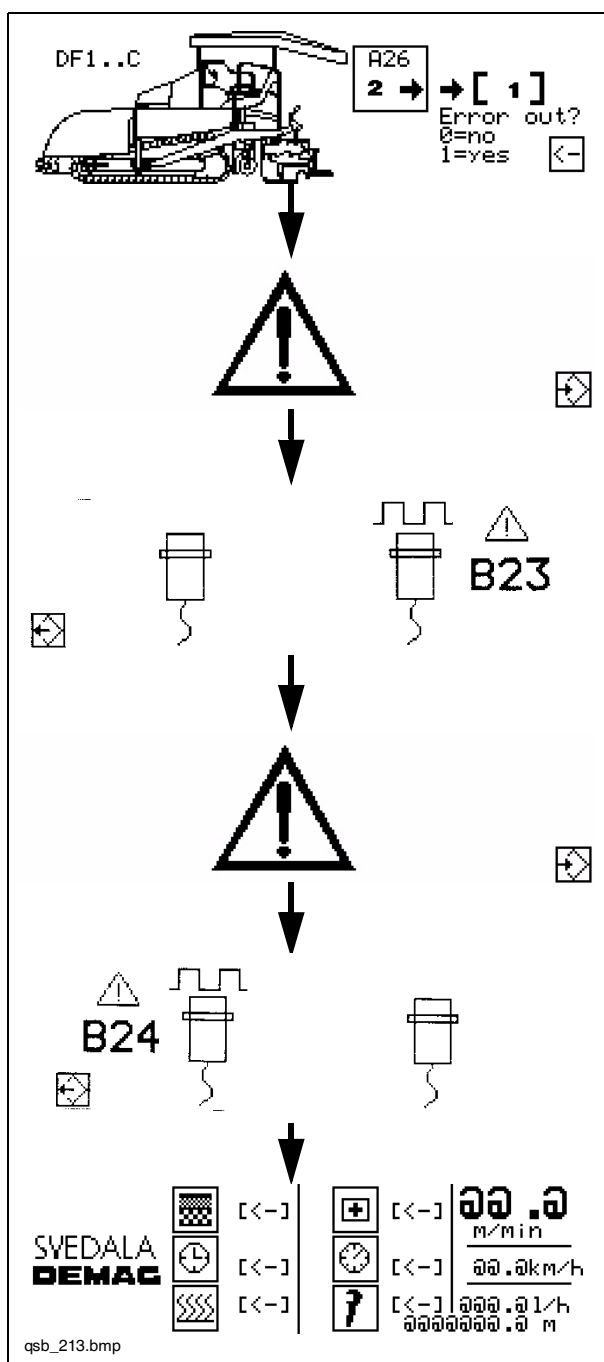 DF1..C
A26
2 → → [ 1 ]
Error out?
0=no
1=yes
<-
B23
B24
[<-] [<-] @@.@
m/min
SVEDALA
DEMAG
[<-] [<-] @@.@km/h
[<-] [<-] @@@.@l/h
@@@@@@@.@ M
qsb_213.bmp